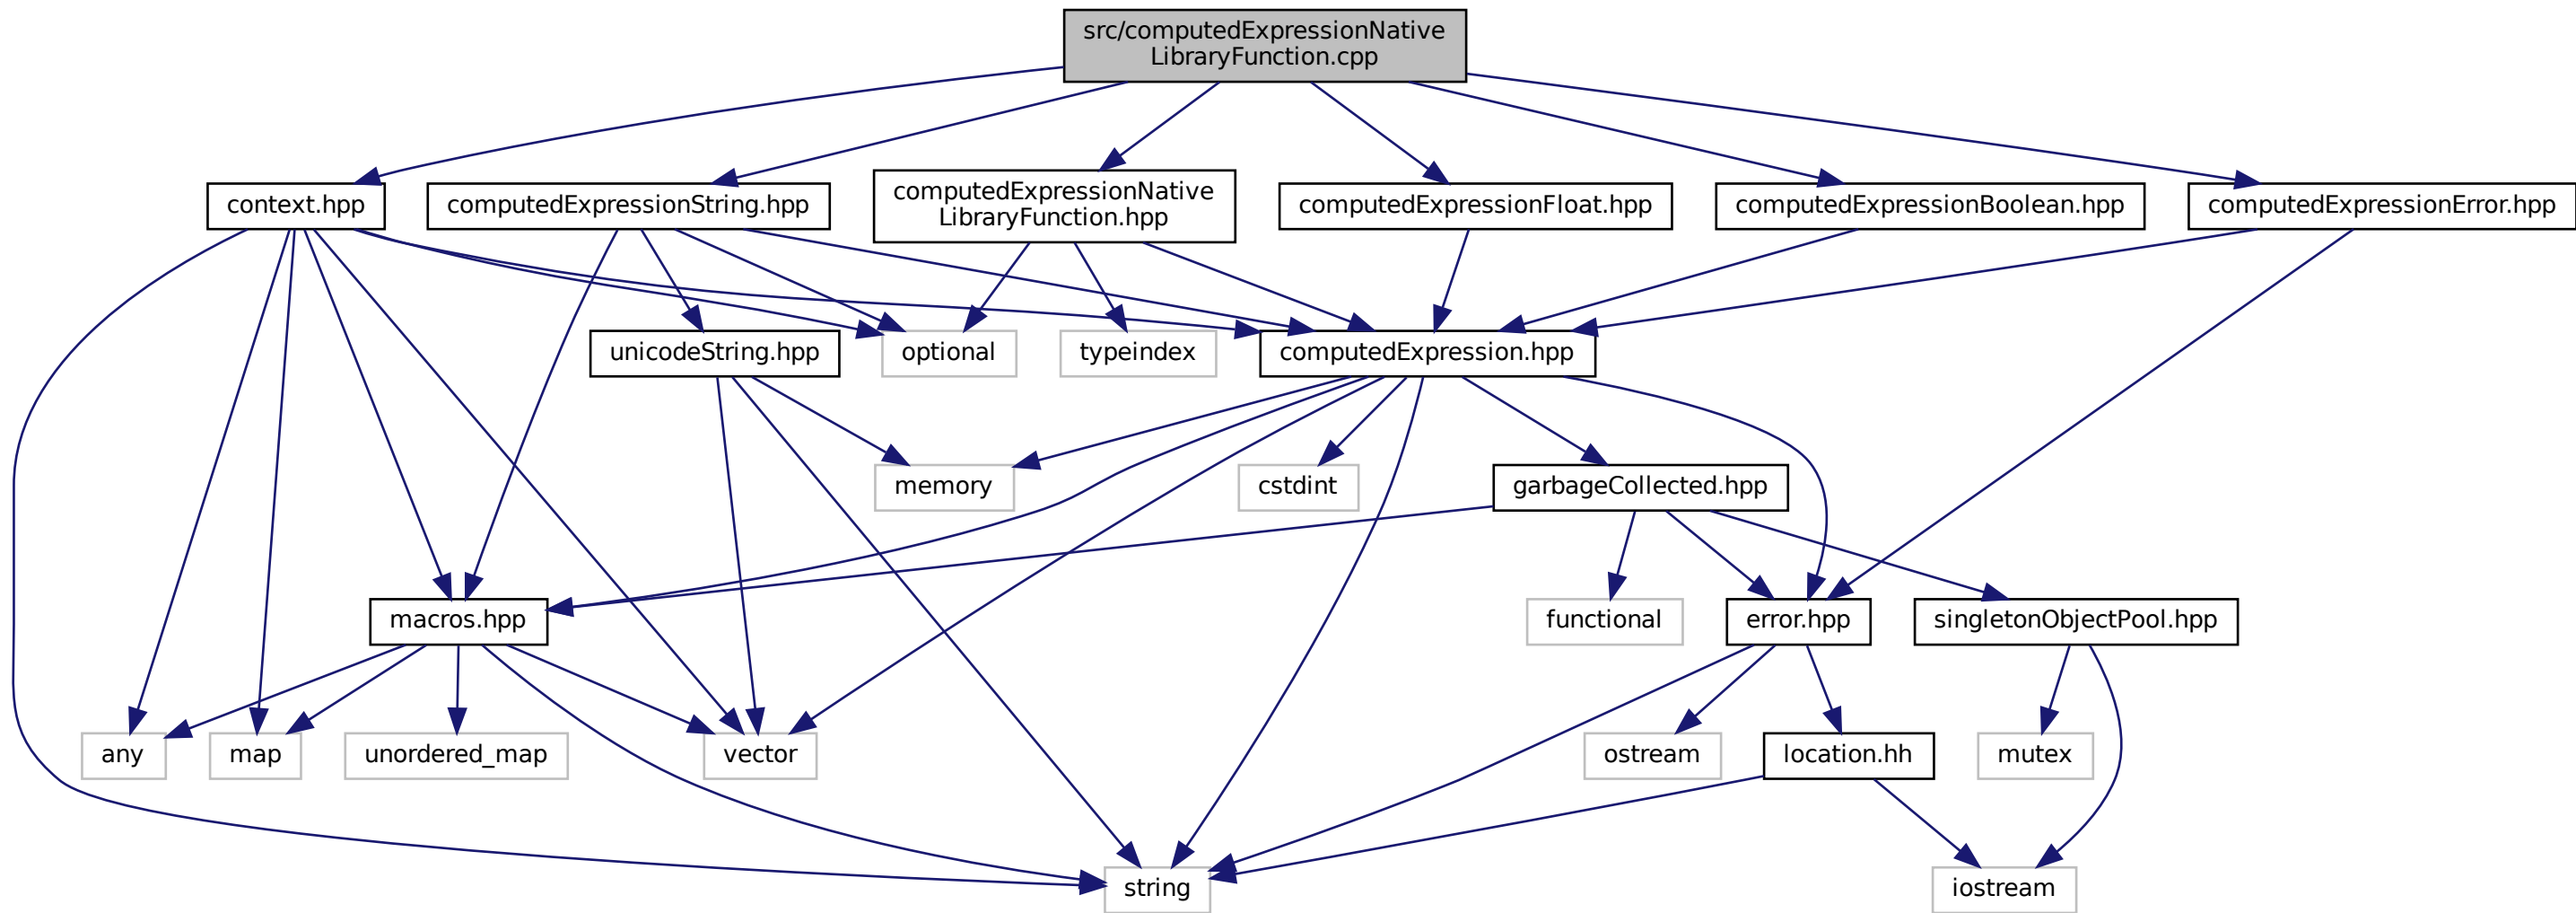 src/computedExpressionNative
LibraryFunction.cpp
context.hpp
computedExpressionString.hpp
computedExpressionNative
LibraryFunction.hpp
computedExpressionFloat.hpp
computedExpressionBoolean.hpp
computedExpressionError.hpp
unicodeString.hpp
optional
typeindex
computedExpression.hpp
memory
cstdint
garbageCollected.hpp
macros.hpp
functional
error.hpp
singletonObjectPool.hpp
any
map
unordered_map
vector
ostream
location.hh
mutex
string
iostream